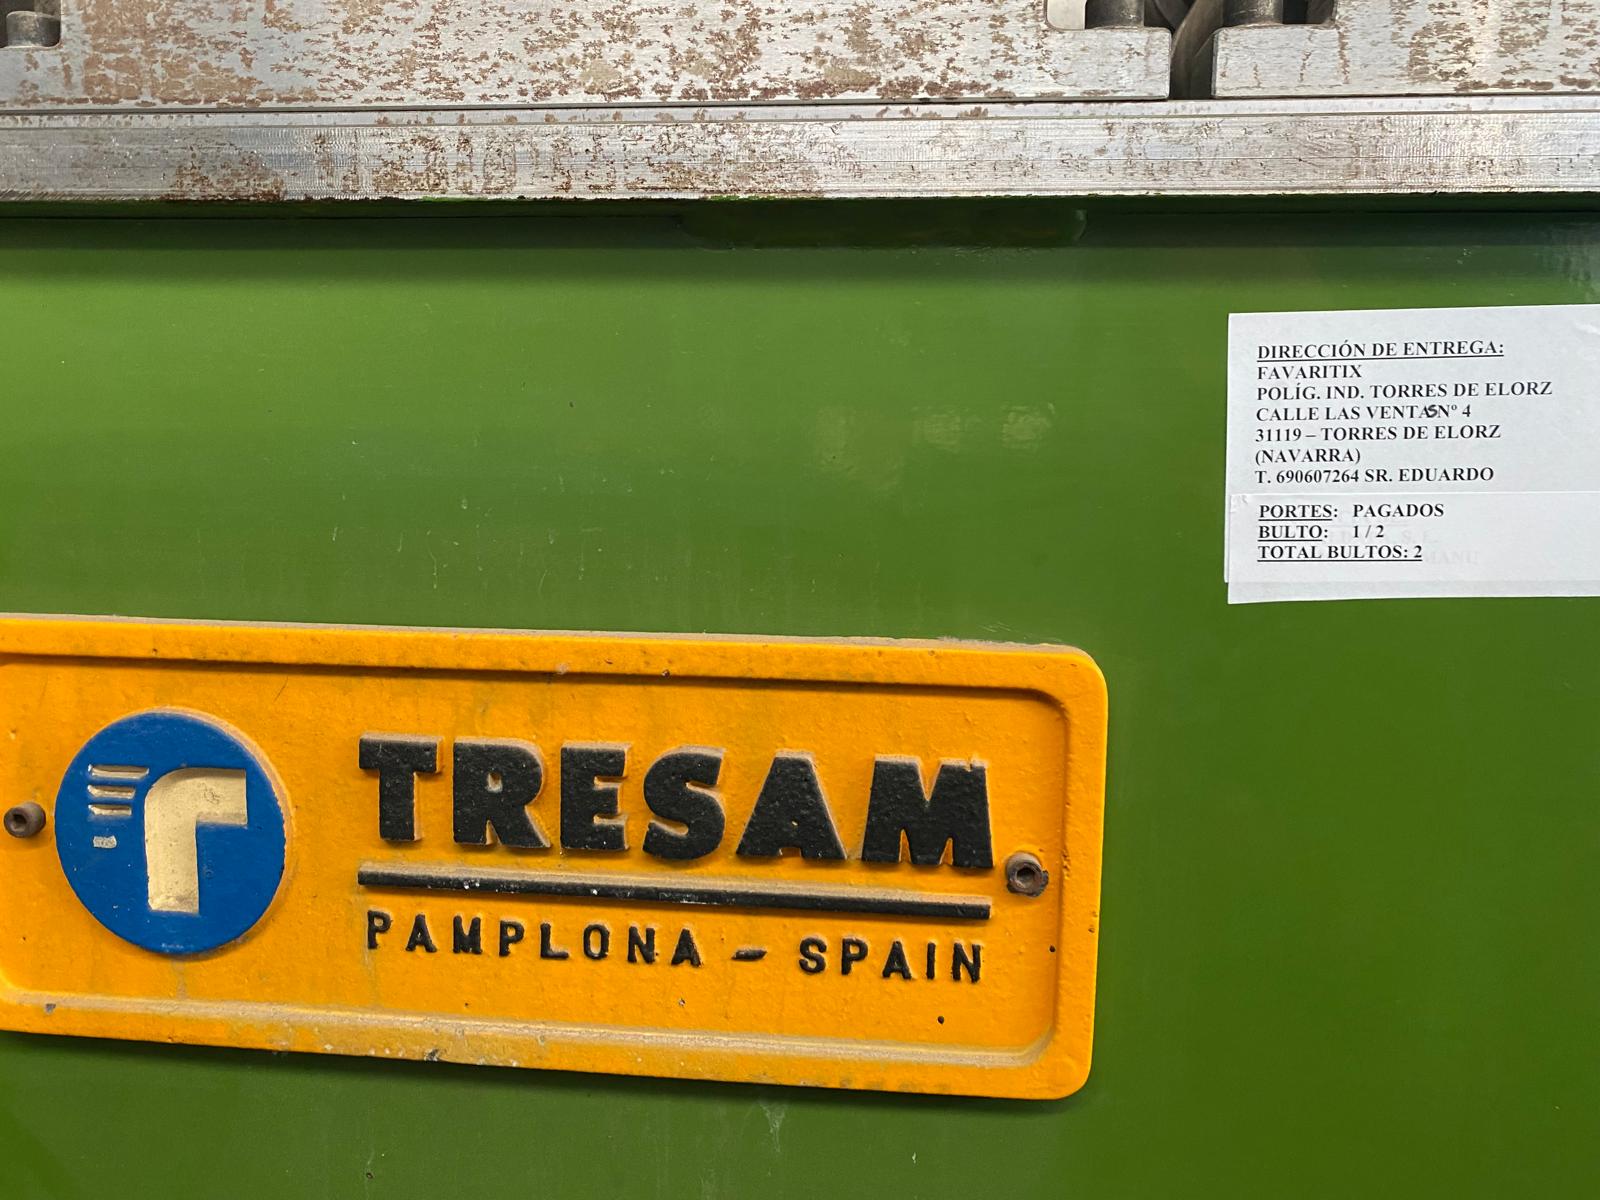 DIRECCIÓN DE ENTREGA:
FAVARITIX
POLÍG. IND. TORRES DE ELORZ
CALLE LAS VENTAS Nº 4
31119 – TORRES DE ELORZ
(NAVARRA)
T. 690607264 SR. EDUARDO
PORTES: PAGADOS
BULTO: 1 / 2
TOTAL BULTOS: 2
TRESAM
PAMPLONA – SPAIN